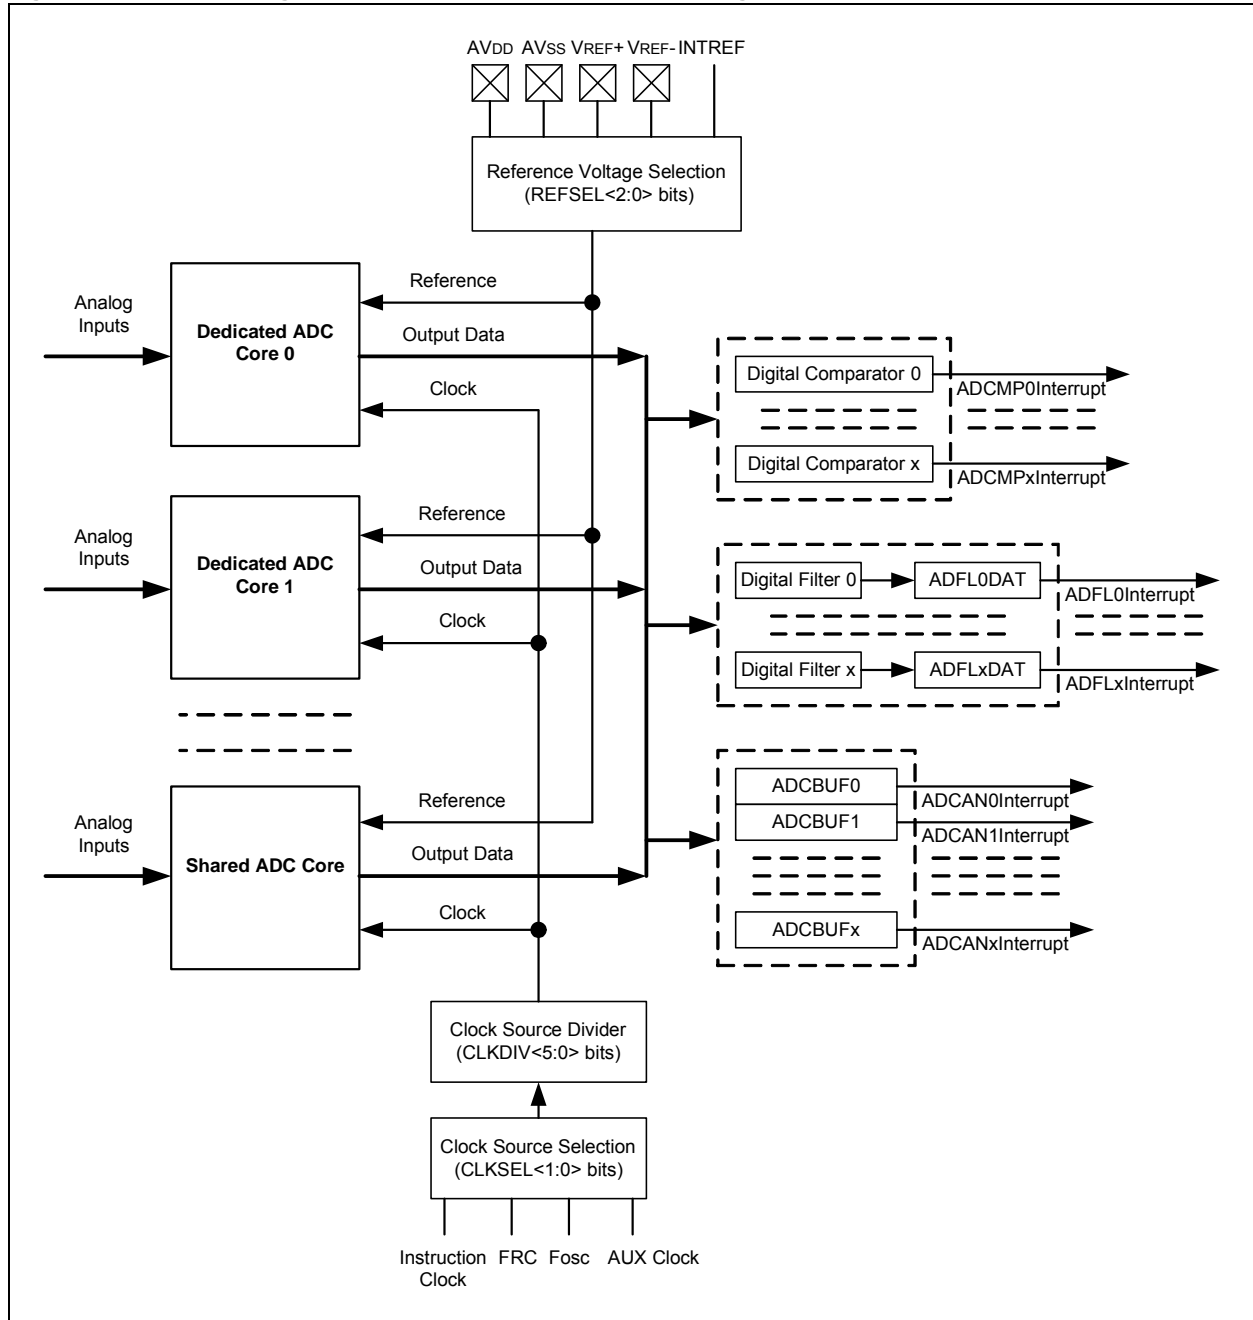 AVDD AVSS VREF+ VREF- INTREF
Reference Voltage Selection
(REFSEL<2:0> bits)
Reference
Analog
Inputs
Dedicated ADC
Core 0
Output Data
Clock
Digital Comparator 0
ADCMP0Interrupt
Digital Comparator x
ADCMPxInterrupt
Reference
Analog
Inputs
Dedicated ADC
Core 1
Output Data
Clock
Digital Filter 0
ADFL0DAT
ADFL0Interrupt
Digital Filter x
ADFLxDAT
ADFLxInterrupt
Reference
Analog
Inputs
Shared ADC Core
Output Data
Clock
ADCBUF0
ADCAN0Interrupt
ADCBUF1
ADCAN1Interrupt
ADCBUFx
ADCANxInterrupt
Clock Source Divider
(CLKDIV<5:0> bits)
Clock Source Selection
(CLKSEL<1:0> bits)
Instruction
Clock
FRC
Fosc
AUX Clock